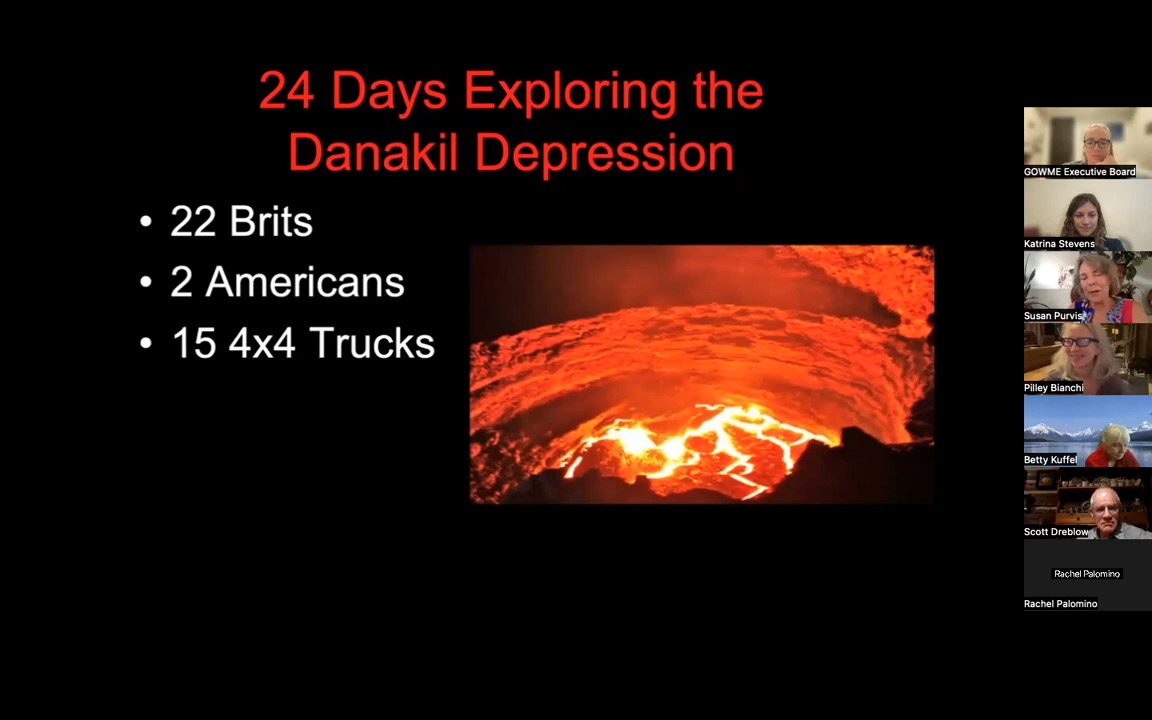 24 Days Exploring the
Danakil Depression
• 22 Brits
• 2 Americans
• 15 4x4 Trucks
GOWME Executive Board
Katrina Stevens
Susan Purvis
Pilley Bianchi
Betty Kuffel
Scott Dreblow
Rachel Palomino
Rachel Palomino